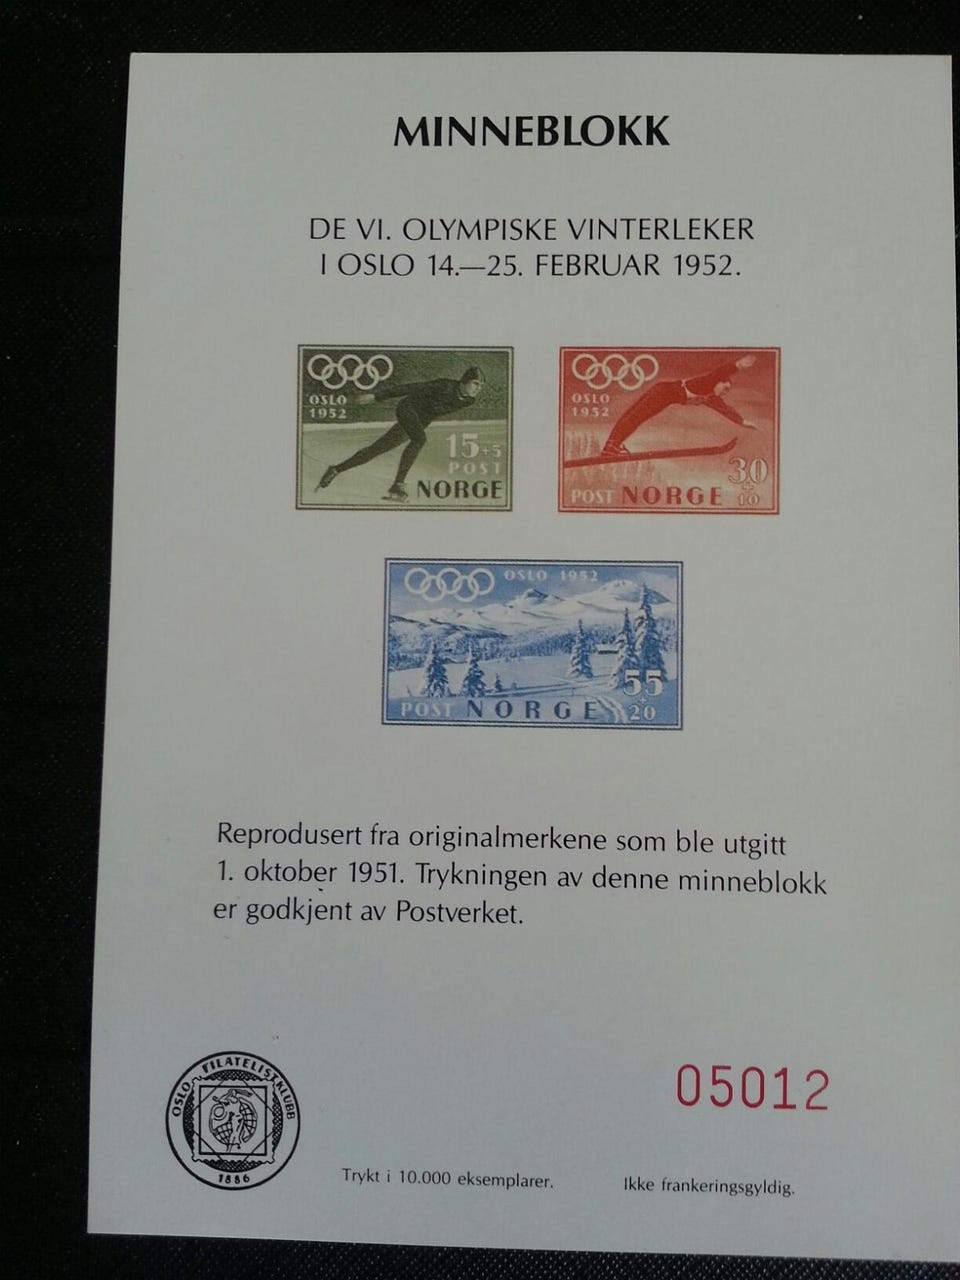 MINNEBLOKK
DE VI. OLYMPISKE VINTERLEKER
I OSLO 14.—25. FEBRUAR 1952.
OSLO
1952
15+5
POST
NORGE
OSLO
1952
30
+
10
POST NORGE
OSLO 1952
55
+
20
POST NORGE
Reprodusert fra originalmerkene som ble utgitt
1. oktober 1951. Trykningen av denne minneblokk
er godkjent av Postverket.
OSLO FILATELISTKLUBB
1886
05012
Trykt i 10.000 eksemplarer.
Ikke frankeringsgyldig.